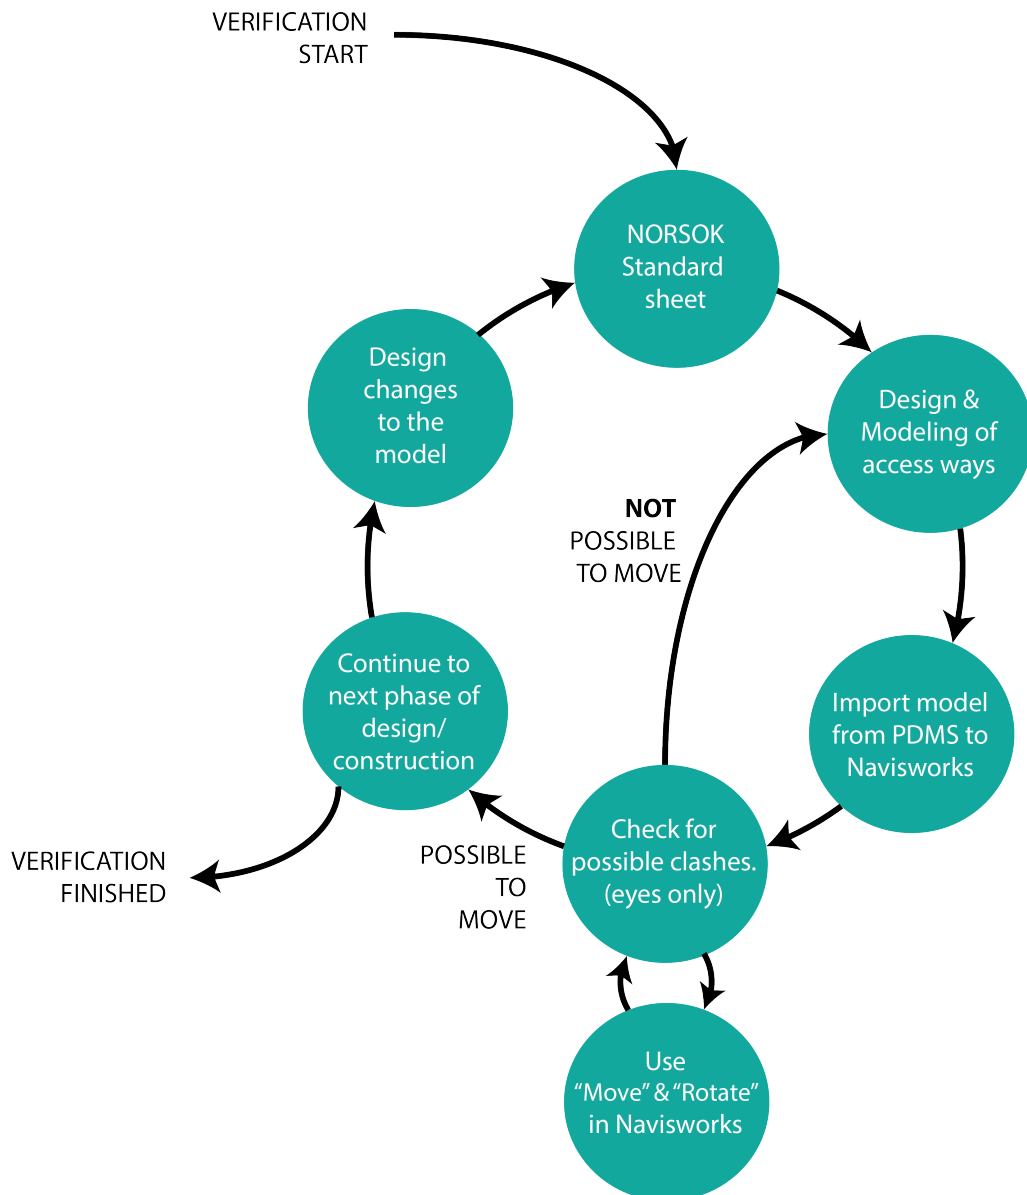 VERIFICATION
START
NORSOK
Standard
sheet
Design
changes
to the
model
Design &
Modeling of
access ways
NOT
POSSIBLE
TO MOVE
Continue to
next phase of
design/
construction
Import model
from PDMS to
Navisworks
Check for
possible clashes.
(eyes only)
POSSIBLE
TO
MOVE
VERIFICATION
FINISHED
Use
“Move” & “Rotate”
in Navisworks